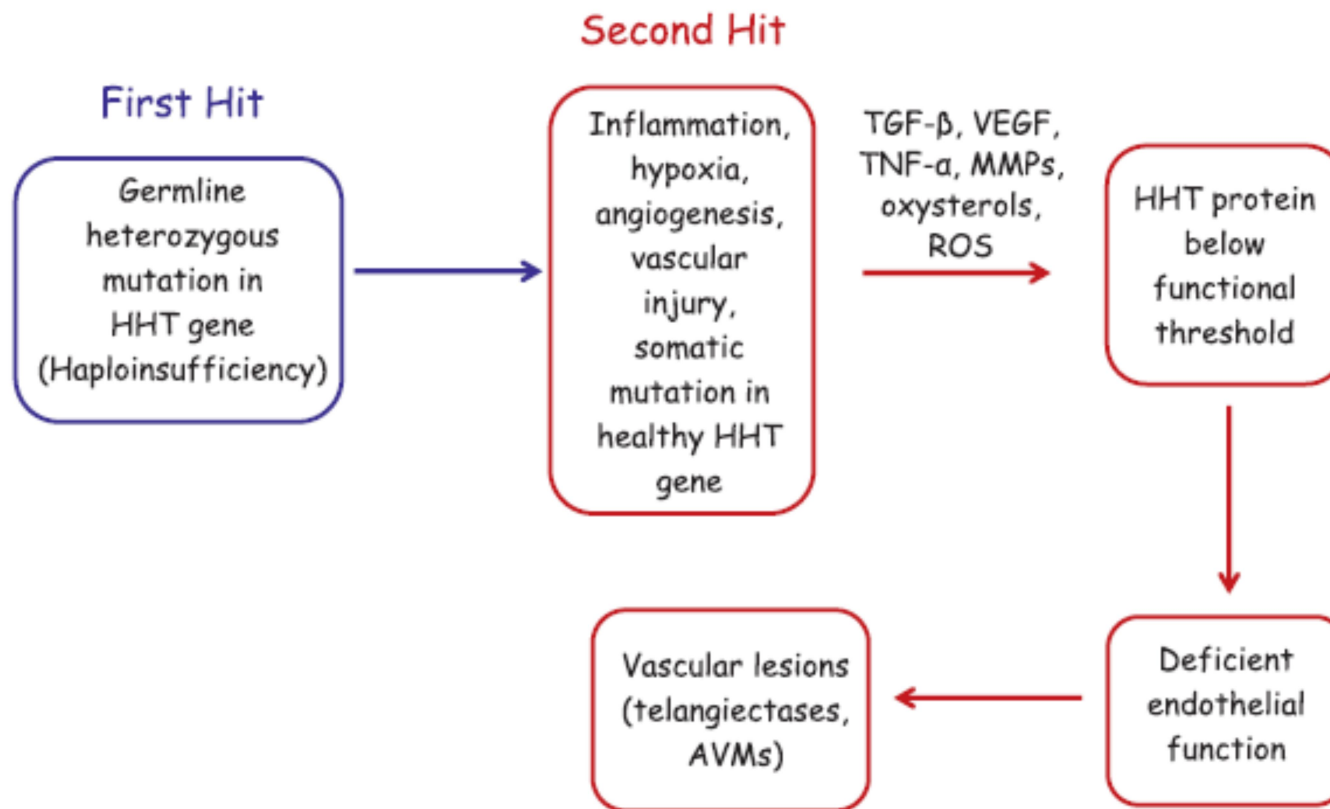 Second Hit
First Hit
Germline
heterozygous
mutation in
HHT gene
(Haploinsufficiency)
Inflammation,
hypoxia,
angiogenesis,
vascular
injury,
somatic
mutation in
healthy HHT
gene
TGF-β, VEGF,
TNF-α, MMPs,
oxysterols,
ROS
HHT protein
below
functional
threshold
Deficient
endothelial
function
Vascular lesions
(telangiectases,
AVMs)